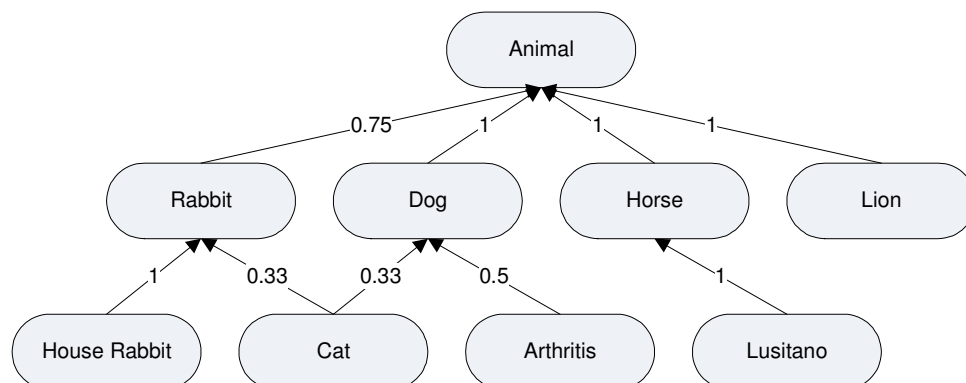 Animal
0.75 1 1 1
Rabbit Dog Horse Lion
1 0.33 0.33 0.5 1
House Rabbit Cat Arthritis Lusitano